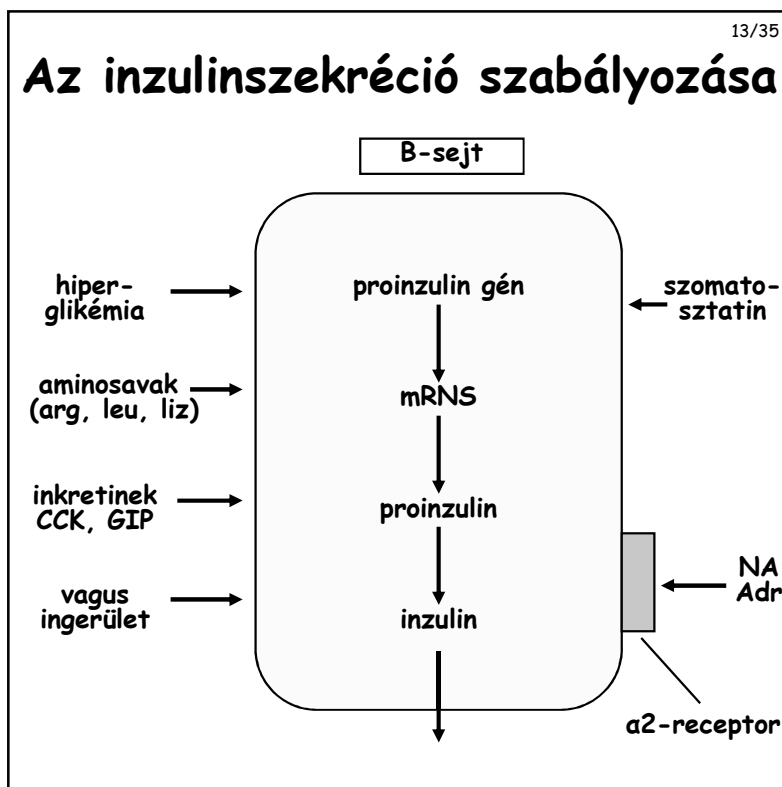 13/35
Az inzulinszekréció szabályozása
B-sejt
hiper-
glikémia
aminosavak
(arg, leu, liz)
inkretinek
CCK, GIP
vagus
ingerület
proinzulin gén
mRNS
proinzulin
inzulin
szomato-
sztatin
NA
Adr
α2-receptor